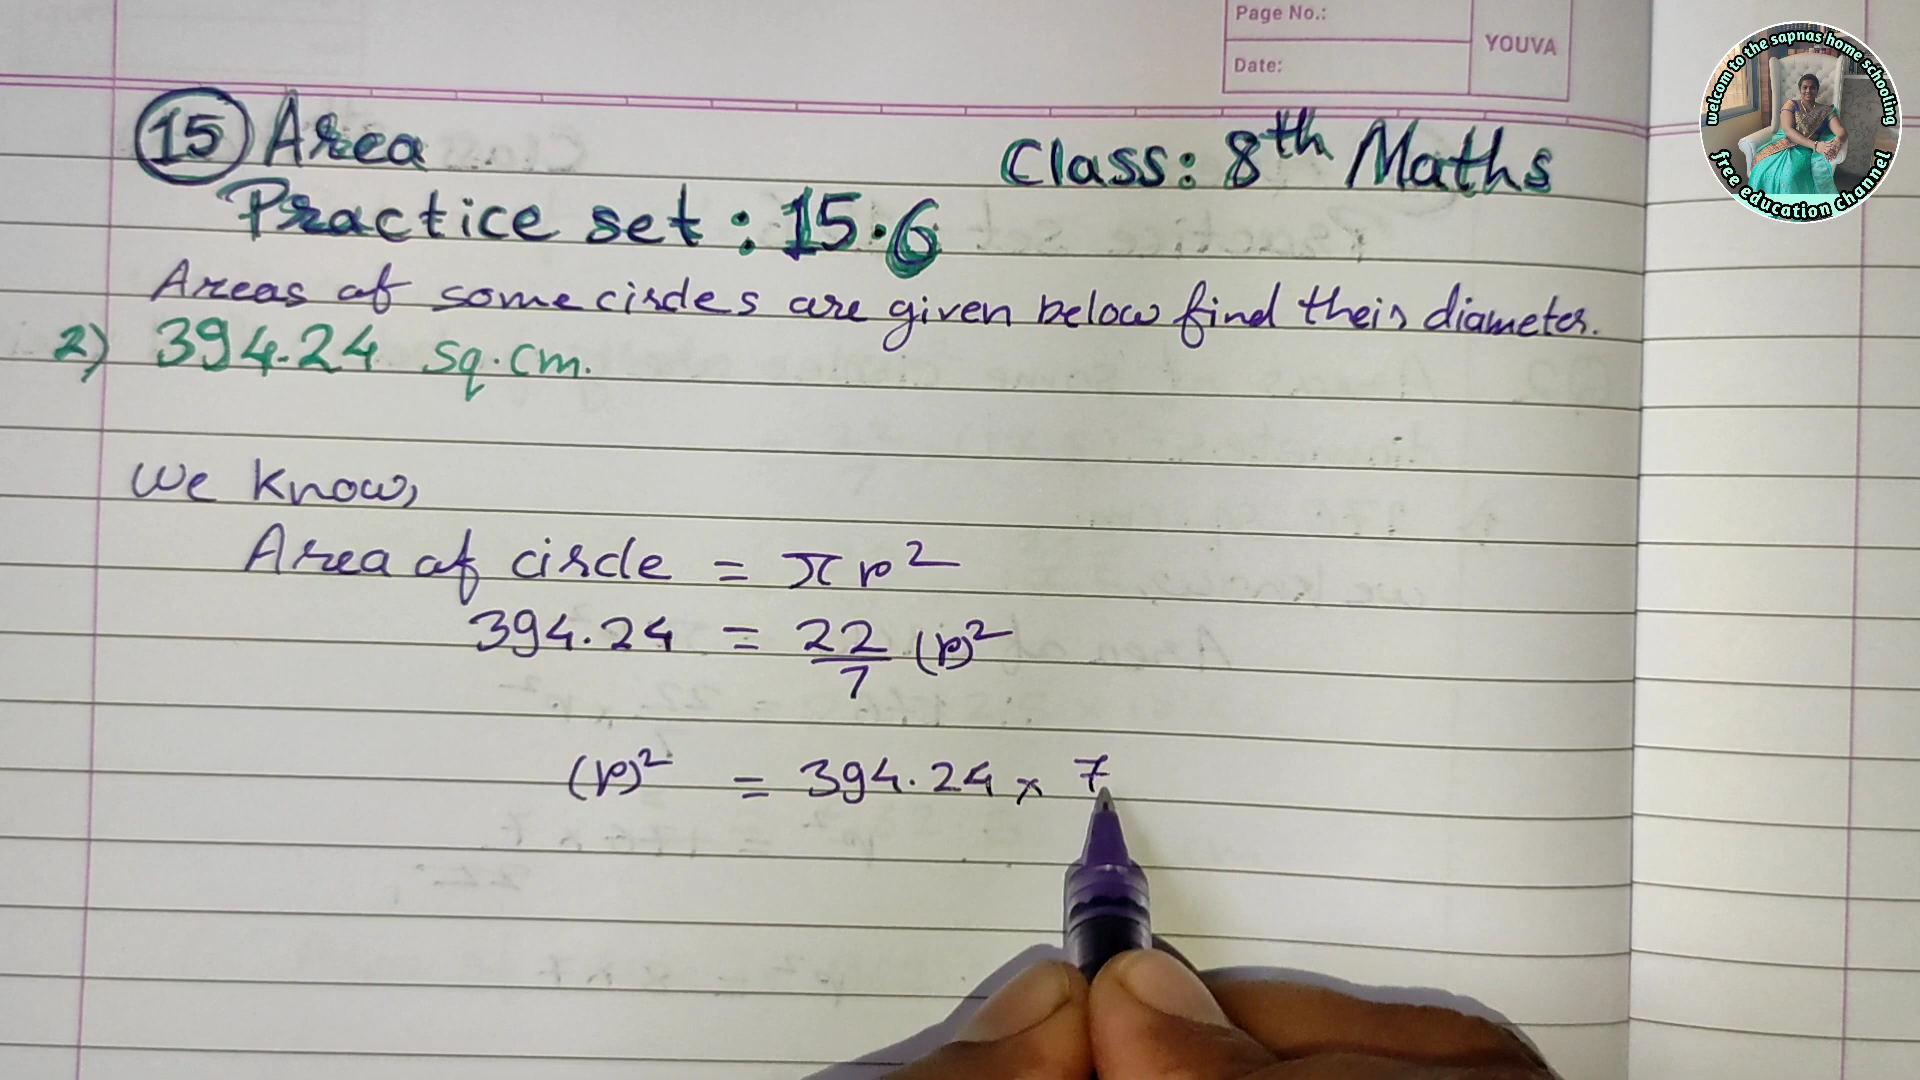 Page No.:
YOUVA
Date:
welcom to the sapnas home schooling
free education channel
15 Area
Class: 8th Maths
Practice set : 15.6
Areas of some circles are given below find their diameter.
2) 394.24 sq.cm.
We know,
Area of circle = πr²
394.24 = 22/7 (r)²
(r)² = 394.24 × 7